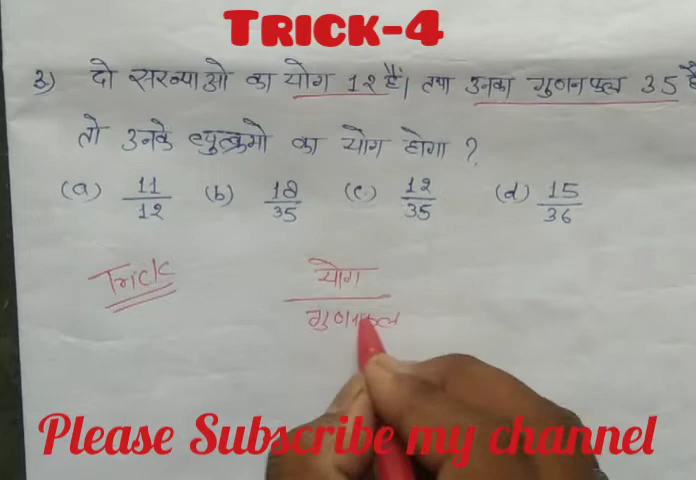 TRICK-4
3) दो संख्याओ का योग 12 हैं। तथा उनका गुणनफल 35 है
तो उनके व्युत्क्रमो का योग होगा ?
(a) 11/12 (b) 18/35 (c) 12/35 (d) 15/36
Trick योग
गुणनफल
Please Subscribe my channel